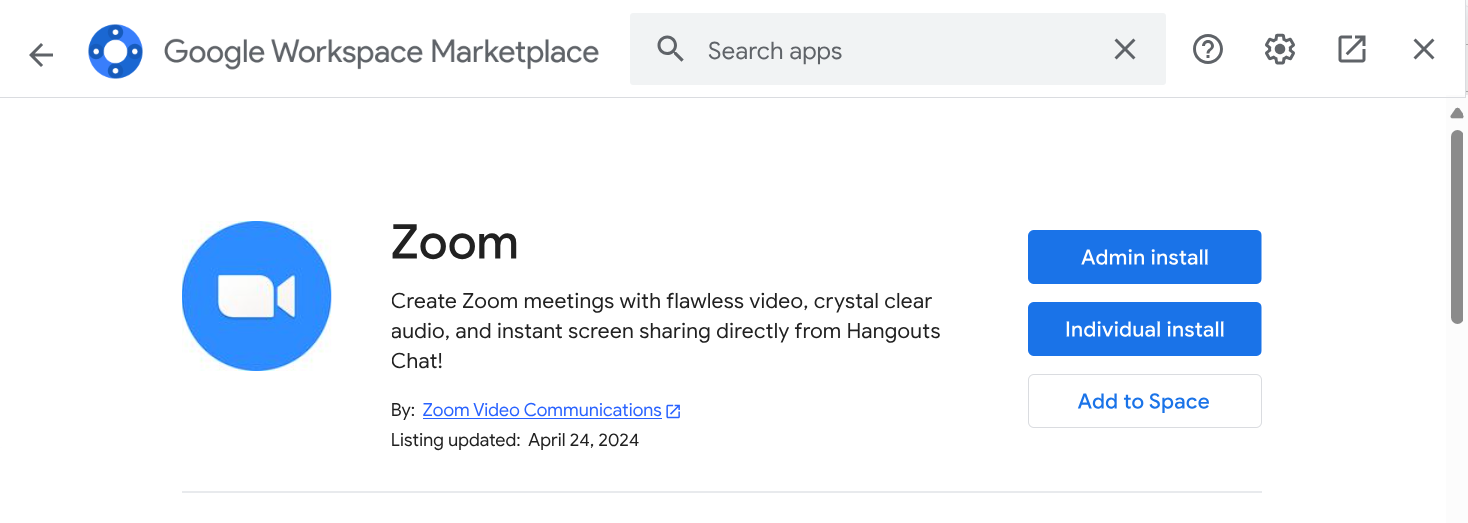 Google Workspace Marketplace
Search apps
Zoom
Create Zoom meetings with flawless video, crystal clear
audio, and instant screen sharing directly from Hangouts
Chat!
By: Zoom Video Communications
Listing updated: April 24, 2024
Admin install
Individual install
Add to Space